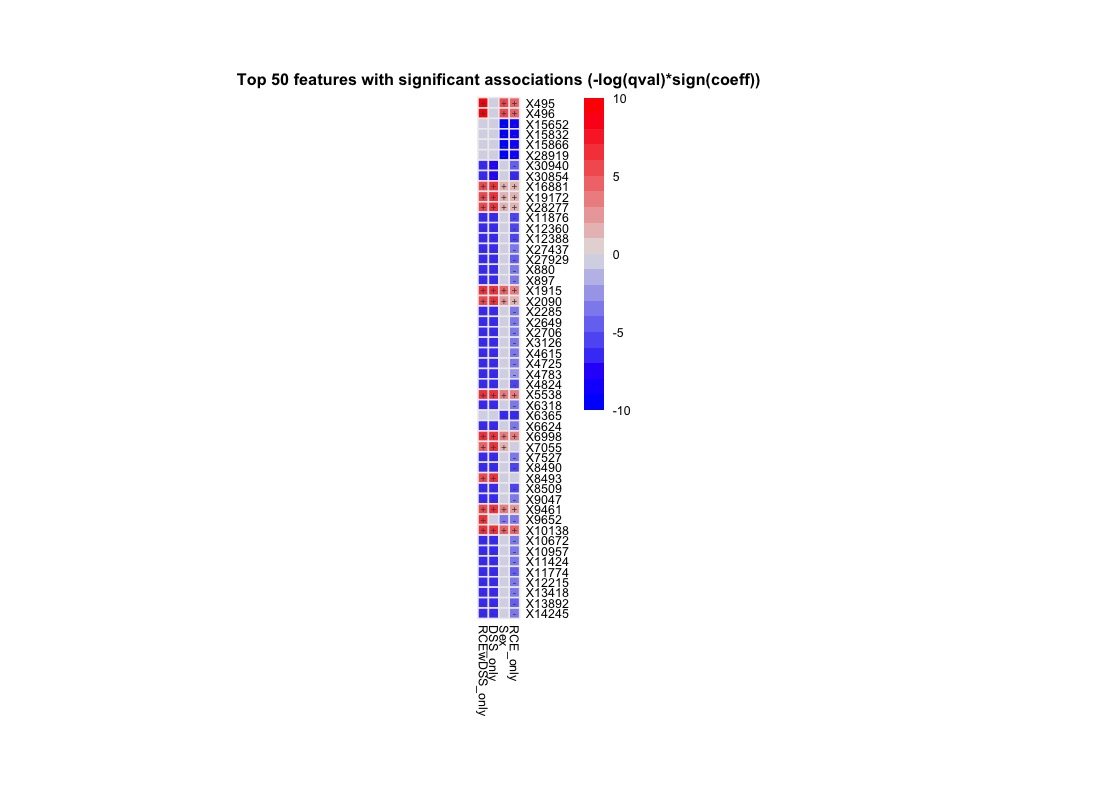 Top 50 features with significant associations (-log(qval)*sign(coeff))
X495
X496
X15652
X15832
X15866
X28919
X30940
X30854
X16881
X19172
X28277
X11876
X12360
X12388
X27437
X27929
X880
X897
X1915
X2090
X2285
X2649
X2706
X3126
X4615
X4725
X4783
X4824
X5538
X6318
X6365
X6624
X6998
X7055
X7527
X8490
X8493
X8509
X9047
X9461
X9652
X10138
X10672
X10957
X11424
X11774
X12215
X13418
X13892
X14245
10
5
0
-5
-10
RCEwDSS_only
DSS_only
Sex
RCE_only